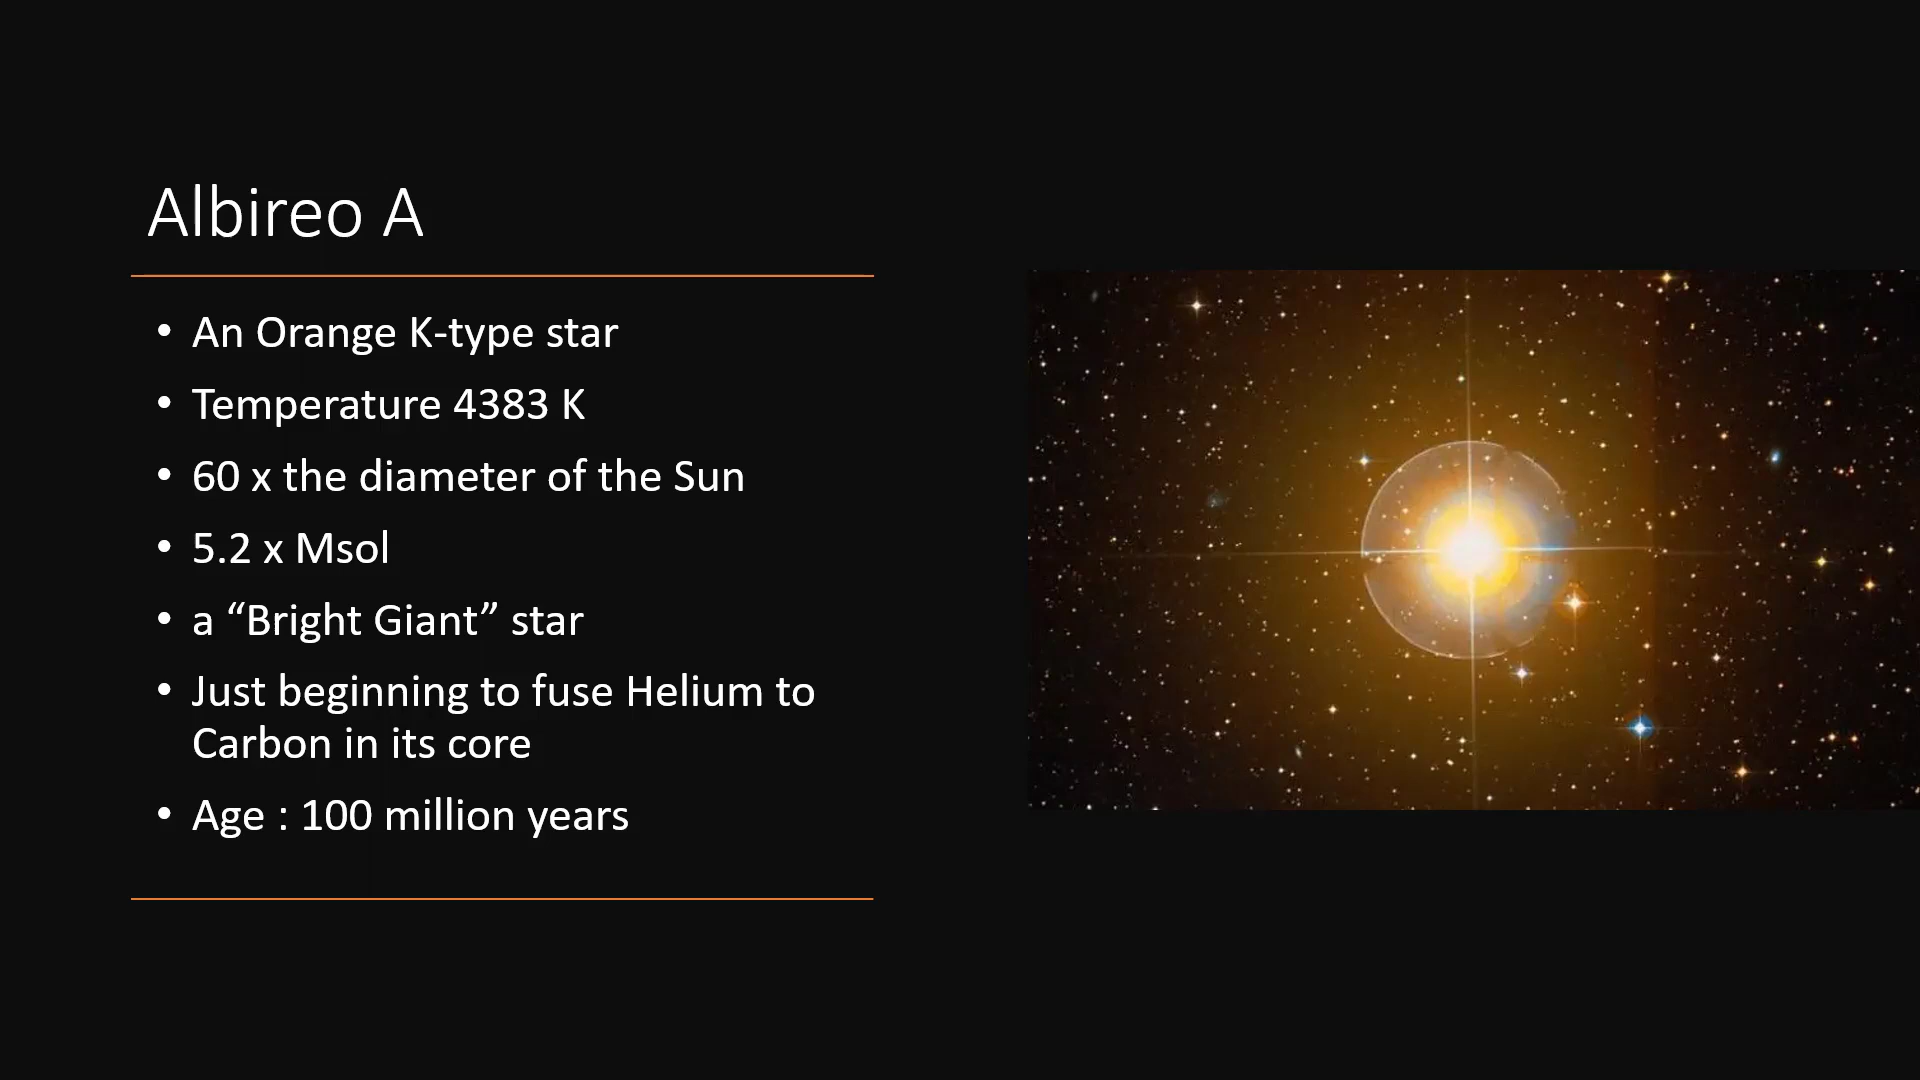 Albireo A
• An Orange K-type star
• Temperature 4383 K
• 60 x the diameter of the Sun
• 5.2 x Msol
• a “Bright Giant” star
• Just beginning to fuse Helium to
Carbon in its core
• Age : 100 million years